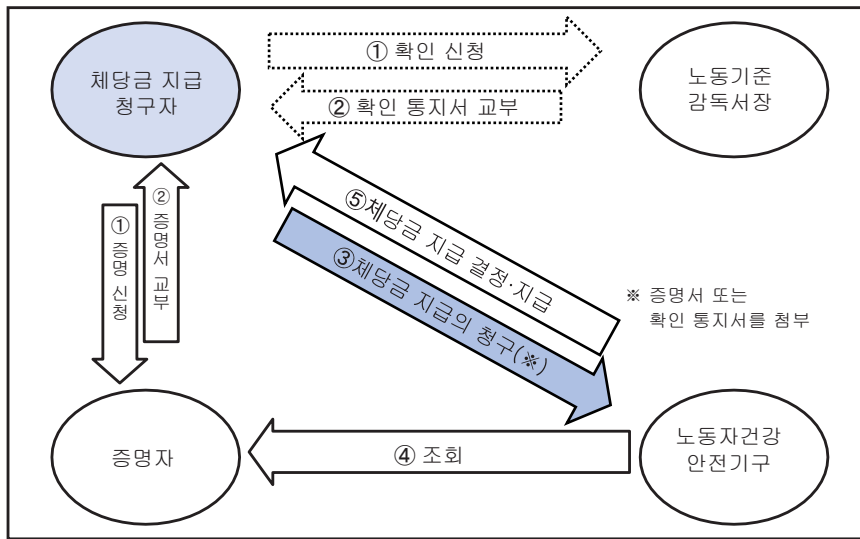 체당금 지급
청구자
① 확인 신청
② 확인 통지서 교부
노동기준
감독서장
② 증명서 교부
① 증명 신청
⑤체당금 지급 결정·지급
③체당금 지급의 청구(※)
※ 증명서 또는
확인 통지서를 첨부
증명자
④ 조회
노동자건강
안전기구